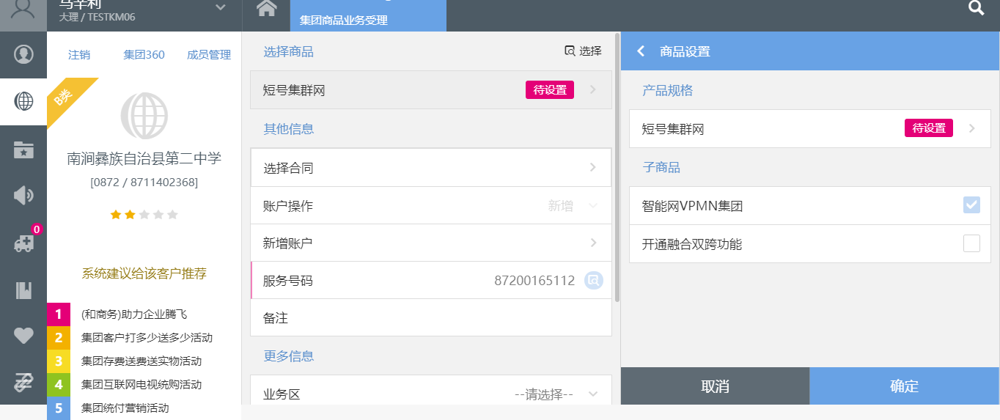 大理 / TESTKM06
集团商品业务受理
注销 集团360 成员管理
B类
南涧彝族自治县第二中学
[0872 / 8711402368]
0
系统建议给该客户推荐
1 (和商务)助力企业腾飞
2 集团客户打多少送多少活动
3 集团存费送费送实物活动
4 集团互联网电视统购活动
5 集团统付营销活动
选择商品 选择
短号集群网 待设置
其他信息
选择合同
账户操作 新增
新增账户
服务号码 87200165112
备注
更多信息
业务区 --请选择--
商品设置
产品规格
短号集群网 待设置
子商品
智能网VPMN集团
开通融合双跨功能
取消 确定